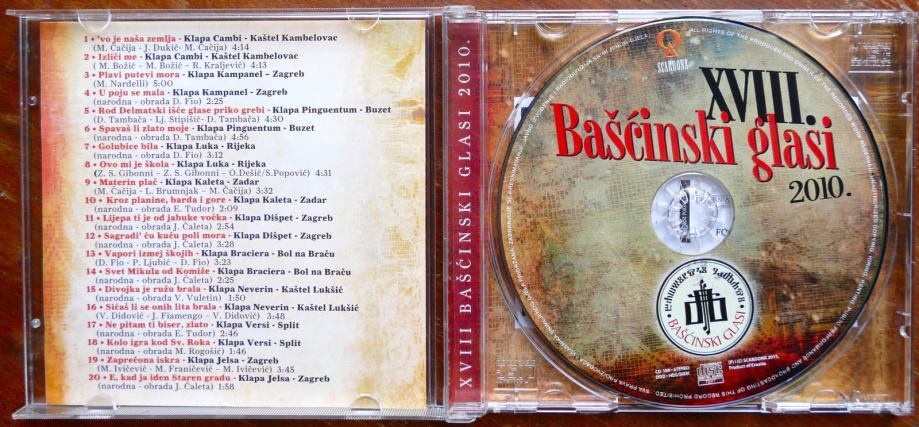 1 • 'vo je naša zemlja - Klapa Cambi - Kaštel Kambelovac
(M. Čačija - J. Dukić- M. Čačija) 4:14
2 • Izliči me - Klapa Cambi - Kaštel Kambelovac
( M. Božić – M. Božić – R. Kraljević) 4:13
3 • Plavi putevi mora - Klapa Kampanel – Zagreb
(M. Nardelli) 5:00
4 • U poju se mala - Klapa Kampanel - Zagreb
(narodna - obrada D. Fio) 2:25
5 • Rod Delmatski išće glase priko grebi - Klapa Pinguentum - Buzet
(D. Tambača - Lj. Stipišić- D. Tambača) 4:30
6 • Spavaš li zlato moje - Klapa Pinguentum - Buzet
(narodna - obrada D. Tambača) 4:56
7 • Golubice bila - Klapa Luka - Rijeka
(narodna - obrada D. Fio) 3:12
8 • Ovo mi je škola - Klapa Luka - Rijeka
(Z. S. Gibonni – Z. S. Gibonni – O.Dešić/S.Popović) 4:31
9 • Materin plač - Klapa Kaleta - Zadar
(M. Čačija - L. Brumnjak – M. Čačija) 3:32
10 • Kroz planine, barda i gore - Klapa Kaleta - Zadar
(narodna - obrada E. Tudor) 2:09
11 • Lijepa ti je od jabuke voćka - Klapa Dišpet - Zagreb
(narodna - obrada J. Ćaleta) 2:54
12 • Sagradi' ću kuću poli mora - Klapa Dišpet - Zagreb
(narodna - obrada J. Ćaleta) 3:28
13 • Vapori izmej škojih - Klapa Braciera - Bol na Braču
(D. Fio - P. Ljubić – D. Fio) 3:23
14 • Svet Mikula od Komiže - Klapa Braciera - Bol na Braču
(narodna - obrada J. Ćaleta) 2:25
15 • Divojka je ružu brala - Klapa Neverin - Kaštel Lukšić
(narodna - obrada V. Vuletin) 1:50
16 • Sićaš li se onih lita brala - Klapa Neverin - Kaštel Lukšić
(V. Didović - J. Fiamengo – V. Didović) 3:48
17 • Ne pitam ti biser, zlato - Klapa Versi - Split
(narodna - obrada E. Tudor) 2:46
18 • Kolo igra kod Sv. Roka - Klapa Versi - Split
(narodna - obrada M. Rogošić) 1:46
19 • Zaprećona iskra - Klapa Jelsa - Zagreb
(M. Ivičević - M. Franičević – M. Ivičević) 3:45
20 • E, kad ja iden Staren gradu - Klapa Jelsa - Zagreb
(narodna - obrada J. Ćaleta) 1:58
XVIII BAŠĆINSKI GLASI 2010.
SCARDONA
XVIII.
Bašćinski glasi
2010.
BAŠĆINSKI GLASI